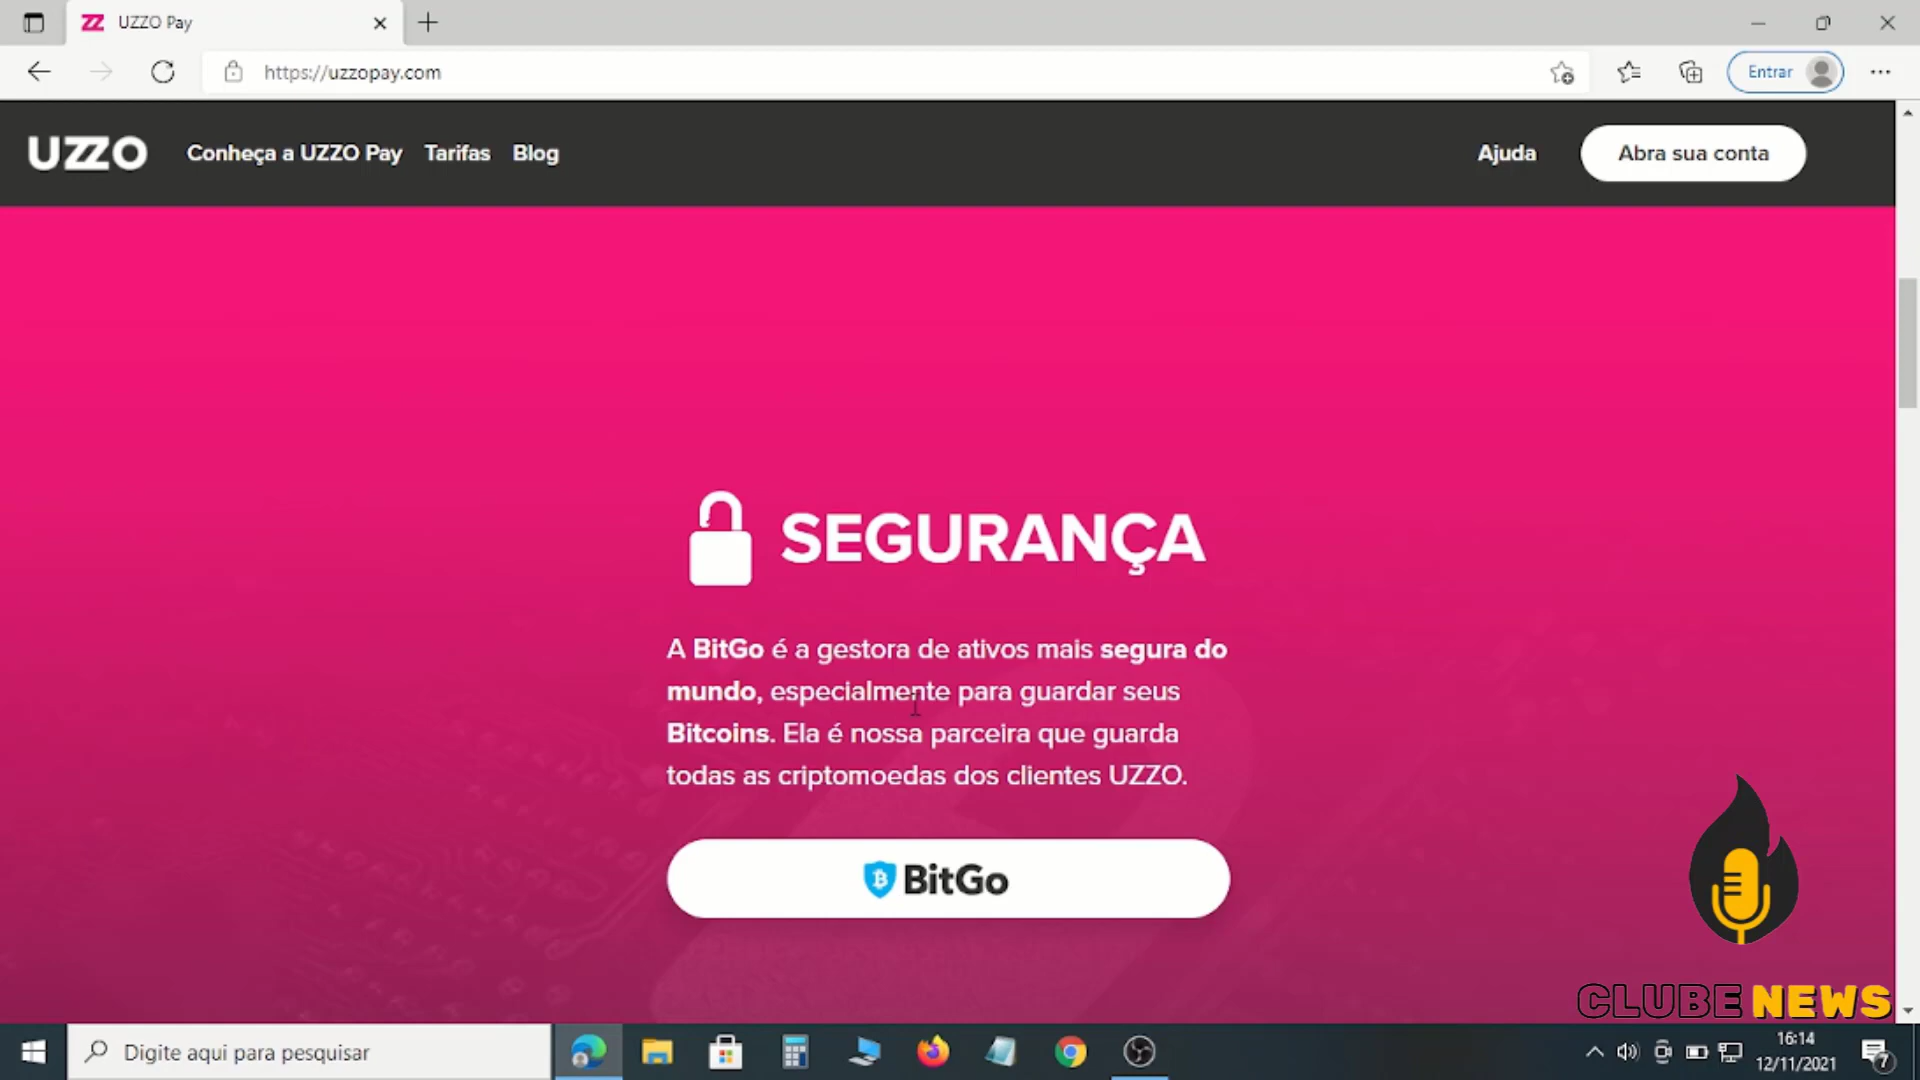 UZZO Pay
https://uzzopay.com
Entrar
UZZO
Conheça a UZZO Pay Tarifas Blog
Ajuda
Abra sua conta
SEGURANÇA
A BitGo é a gestora de ativos mais segura do
mundo, especialmente para guardar seus
Bitcoins. Ela é nossa parceira que guarda
todas as criptomoedas dos clientes UZZO.
BitGo
CLUBE NEWS
Digite aqui para pesquisar
16:14
12/11/2021
7